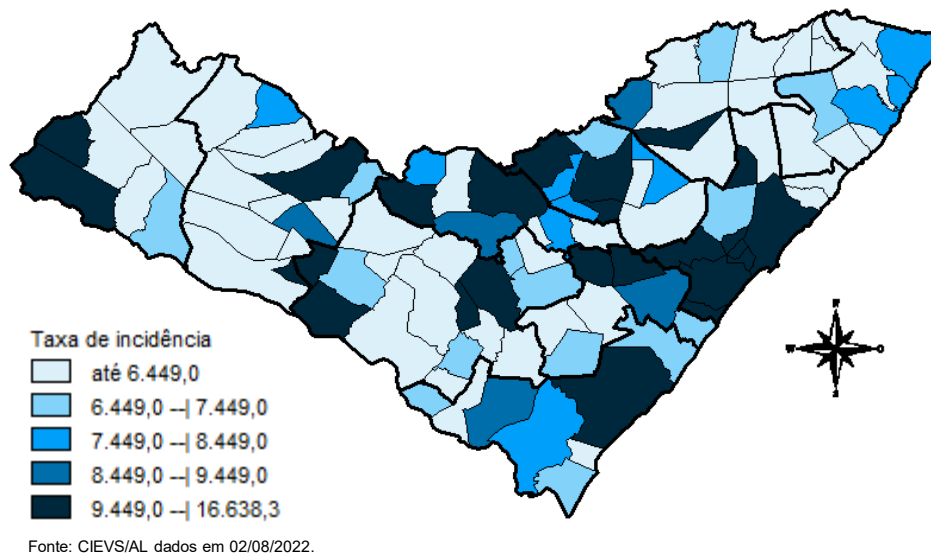 Taxa de incidência
até 6.449,0
6.449,0 --| 7.449,0
7.449,0 --| 8.449,0
8.449,0 --| 9.449,0
9.449,0 --| 16.638,3
Fonte: CIEVS/AL dados em 02/08/2022.